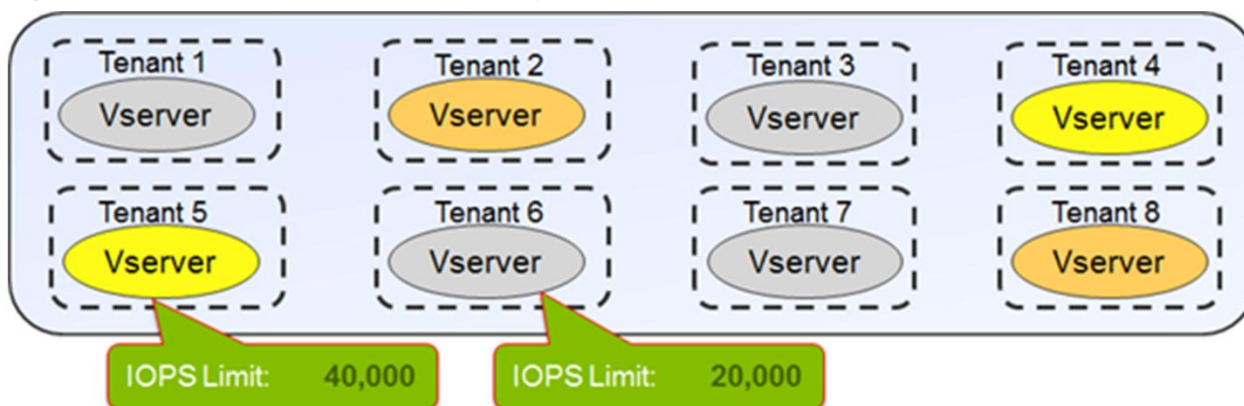 Tenant 1
Vserver
Tenant 2
Vserver
Tenant 3
Vserver
Tenant 4
Vserver
Tenant 5
Vserver
Tenant 6
Vserver
Tenant 7
Vserver
Tenant 8
Vserver
IOPS Limit: 40,000
IOPS Limit: 20,000